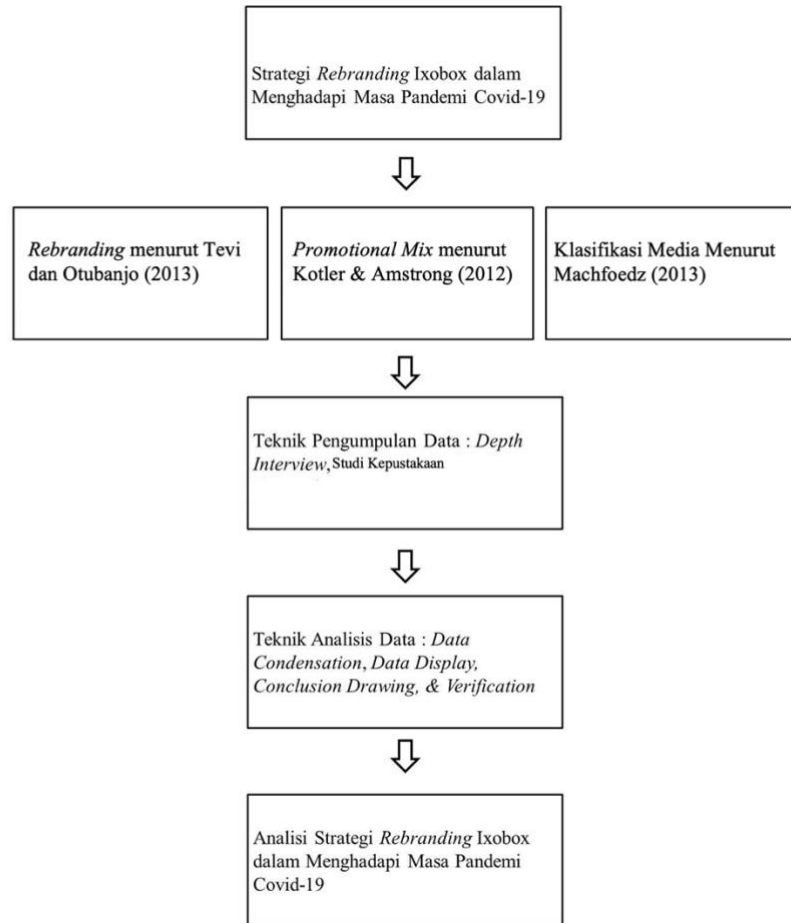 Strategi Rebranding Ixobox dalam
Menghadapi Masa Pandemi Covid-19
Rebranding menurut Tevi
dan Otubanjo (2013)
Promotional Mix menurut
Kotler & Amstrong (2012)
Klasifikasi Media Menurut
Machfoedz (2013)
Teknik Pengumpulan Data : Depth
Interview,Studi Kepustakaan
Teknik Analisis Data : Data
Condensation, Data Display,
Conclusion Drawing, & Verification
Analisi Strategi Rebranding Ixobox
dalam Menghadapi Masa Pandemi
Covid-19